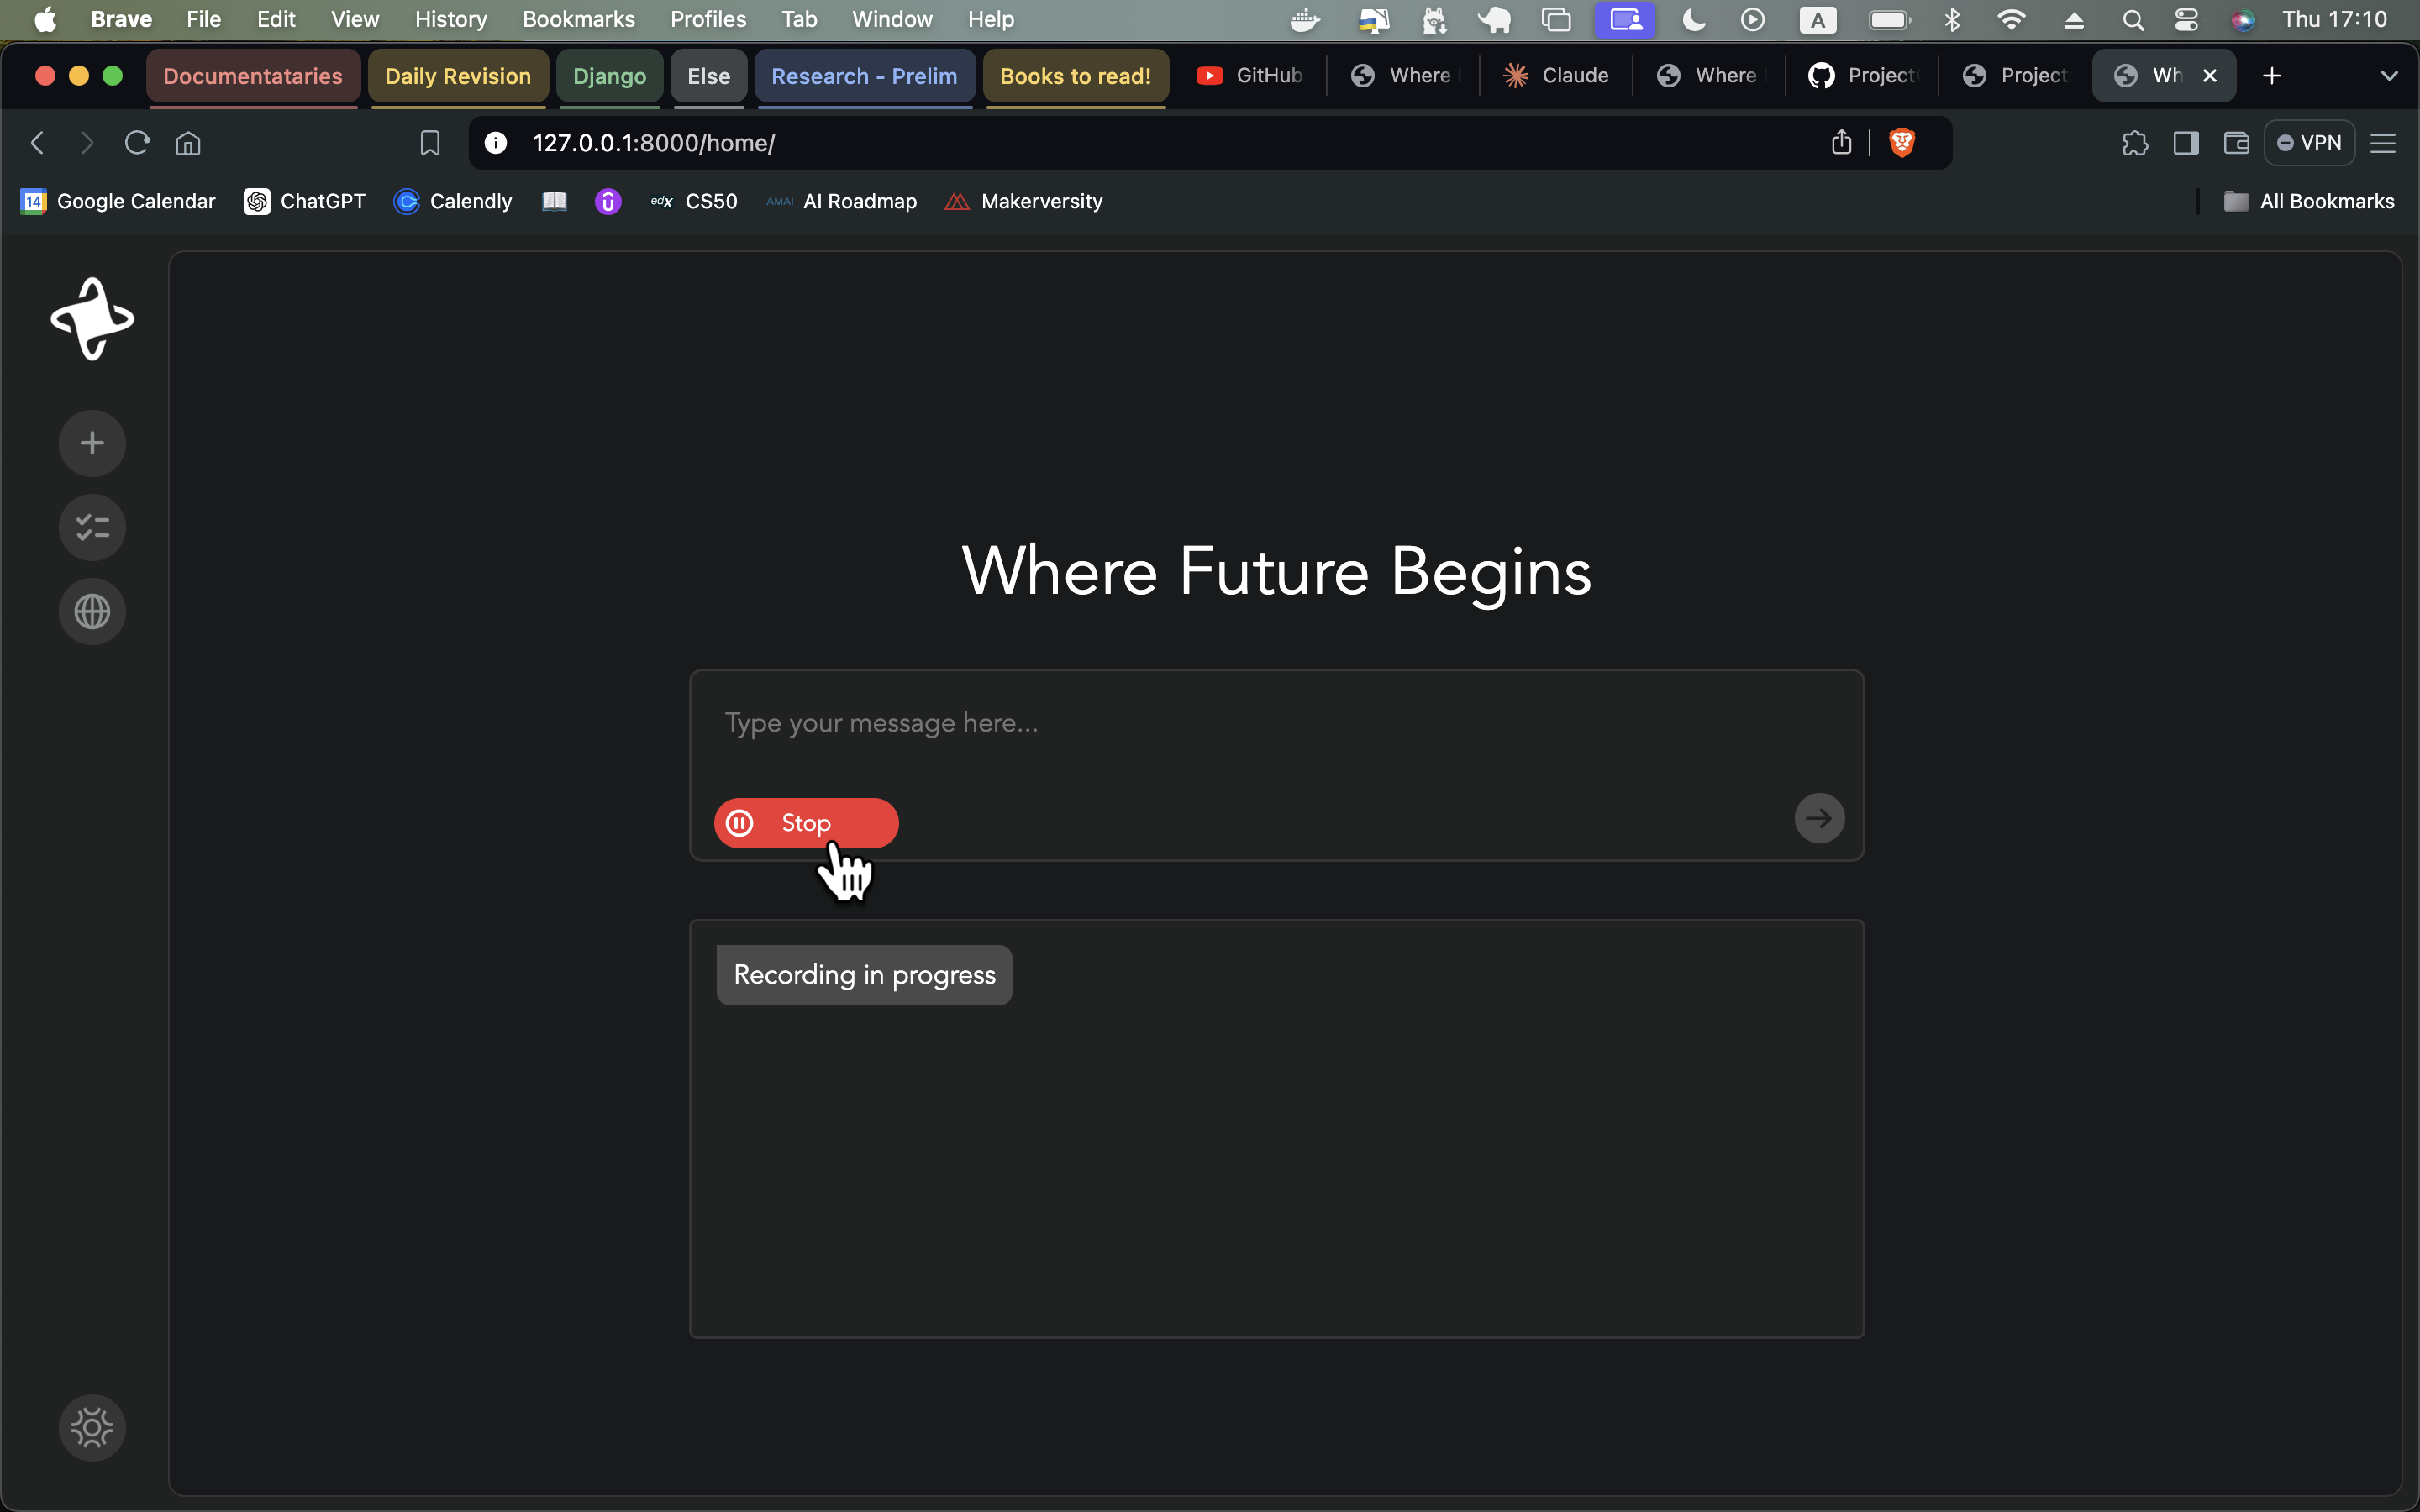 Brave File Edit View History Bookmarks Profiles Tab Window Help A Thu 17:10
Documentataries Daily Revision Django Else Research - Prelim Books to read! GitHub Where Claude Where Project Project Wh
127.0.0.1:8000/home/ VPN
14 Google Calendar ChatGPT Calendly edX CS50 AMAI AI Roadmap Makerversity All Bookmarks
Where Future Begins
Type your message here...
Stop
Recording in progress